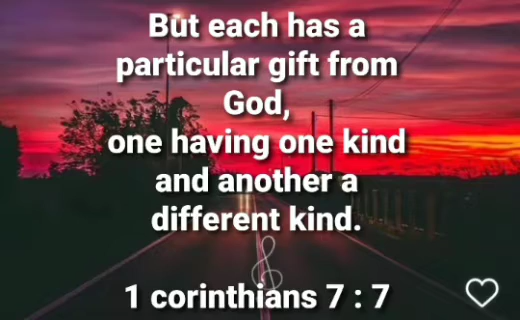 But each has a
particular gift from
God,
one having one kind
and another a
different kind.
1 corinthians 7 : 7